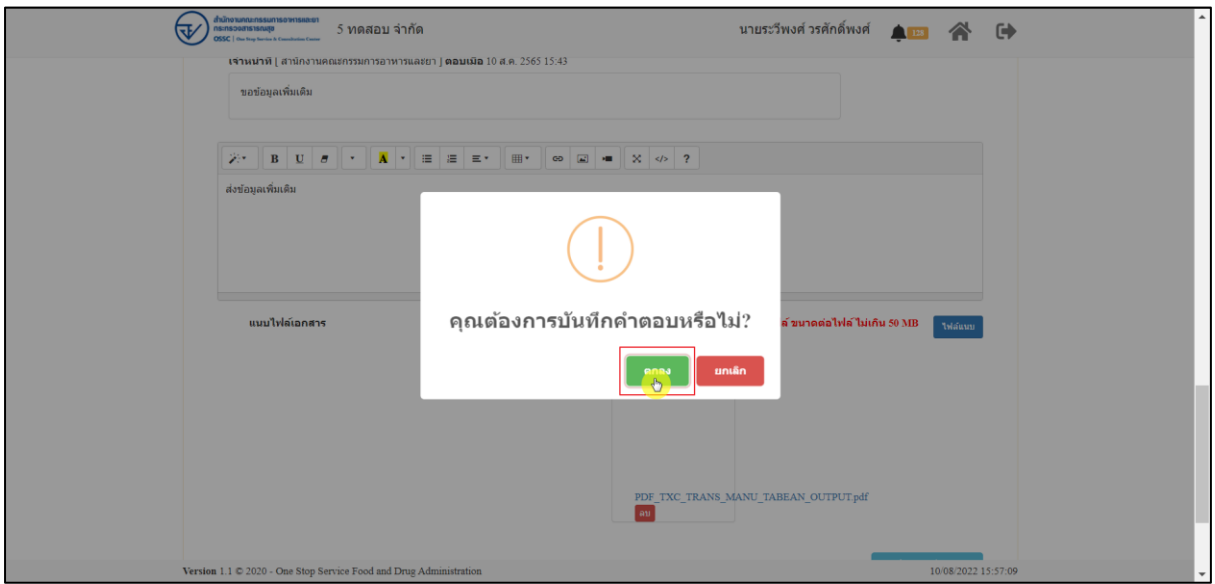 สำนักงานคณะกรรมการอาหารและยา
กระทรวงสาธารณสุข
OSSC | One Stop Service & Consultation Center
5 ทดสอบ จำกัด
นายระวีพงศ์ วรศักดิ์พงศ์
128
เจ้าหน้าที่ [ สำนักงานคณะกรรมการอาหารและยา ] ตอบเมื่อ 10 ส.ค. 2565 15:43
ขอข้อมูลเพิ่มเติม
B U A ?
ส่งข้อมูลเพิ่มเติม
คุณต้องการบันทึกคำตอบหรือไม่?
แนบไฟล์เอกสาร
ขนาดต่อไฟล์ ไม่เกิน 50 MB
ไฟล์แนบ
ตกลง ยกเลิก
PDF_TXC_TRANS_MANU_TABEAN_OUTPUT.pdf
ลบ
Version 1.1 © 2020 - One Stop Service Food and Drug Administration
10/08/2022 15:57:09